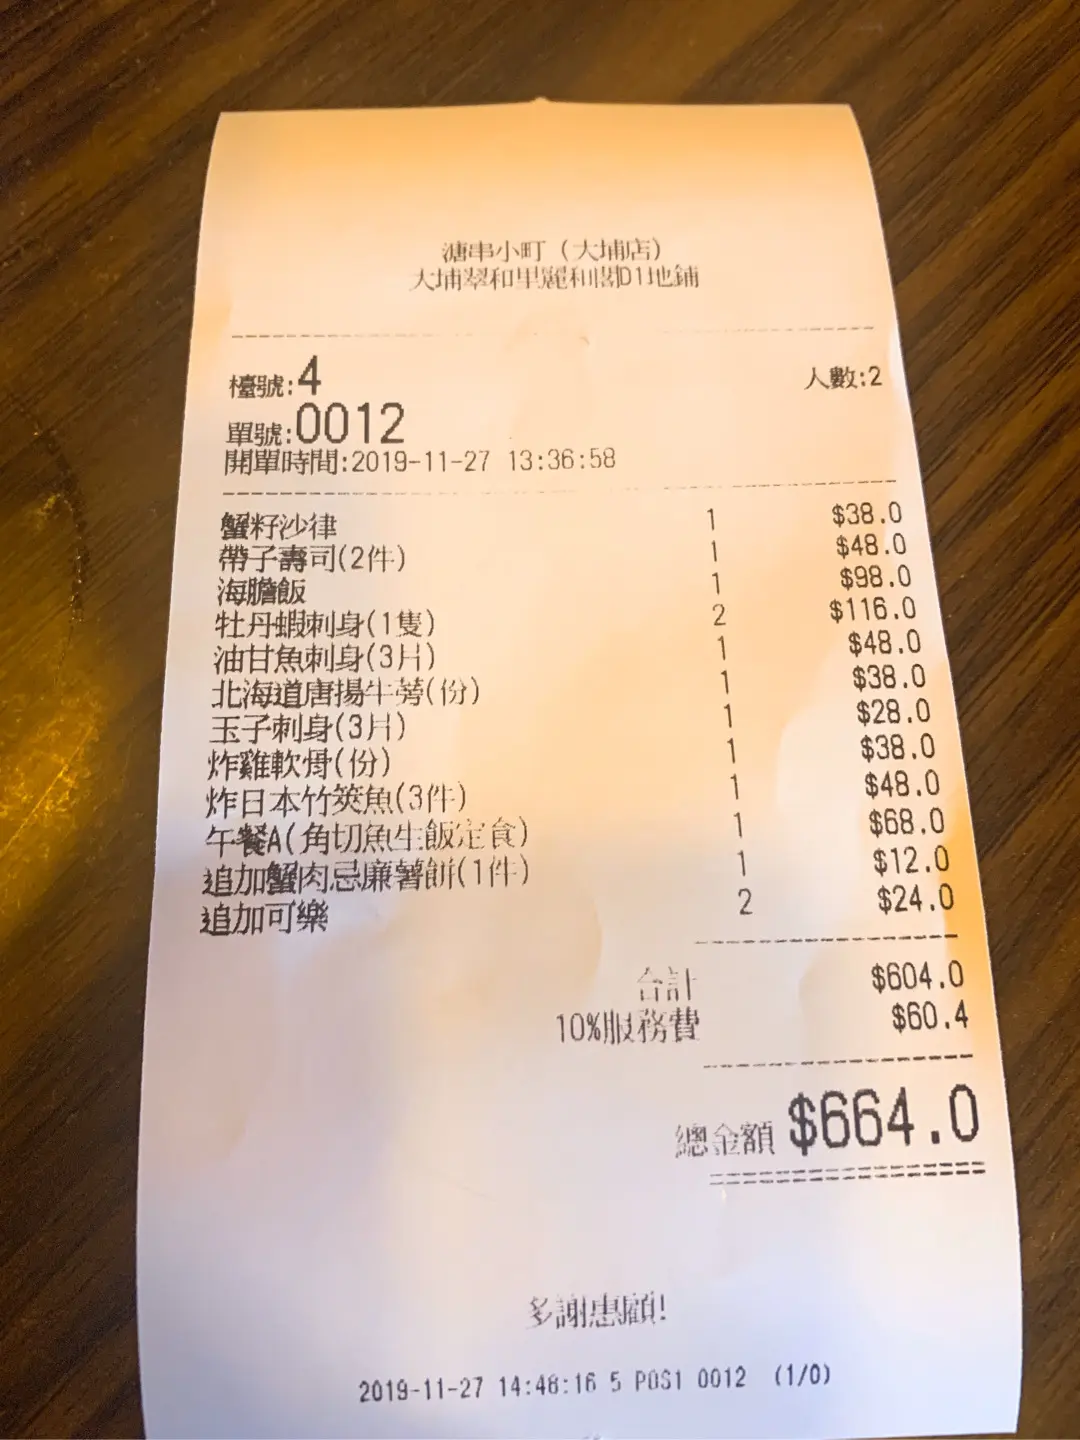 溏串小町（大埔店）
大埔翠和里麗和閣D1地鋪
檯號:4 人數:2
單號:0012
開單時間:2019-11-27 13:36:58
蟹籽沙律 1 $38.0
帶子壽司(2件) 1 $48.0
海膽飯 1 $98.0
牡丹蝦刺身(1隻) 2 $116.0
油甘魚刺身(3片) 1 $48.0
北海道唐揚牛蒡(份) 1 $38.0
玉子刺身(3片) 1 $28.0
炸雞軟骨(份) 1 $38.0
炸日本竹筴魚(3件) 1 $48.0
午餐A(角切魚生飯定食) 1 $68.0
追加蟹肉忌廉薯餅(1件) 1 $12.0
追加可樂 2 $24.0
合計 $604.0
10%服務費 $60.4
總金額 $664.0
多謝惠顧!
2019-11-27 14:48:16 5 POS1 0012 (1/0)